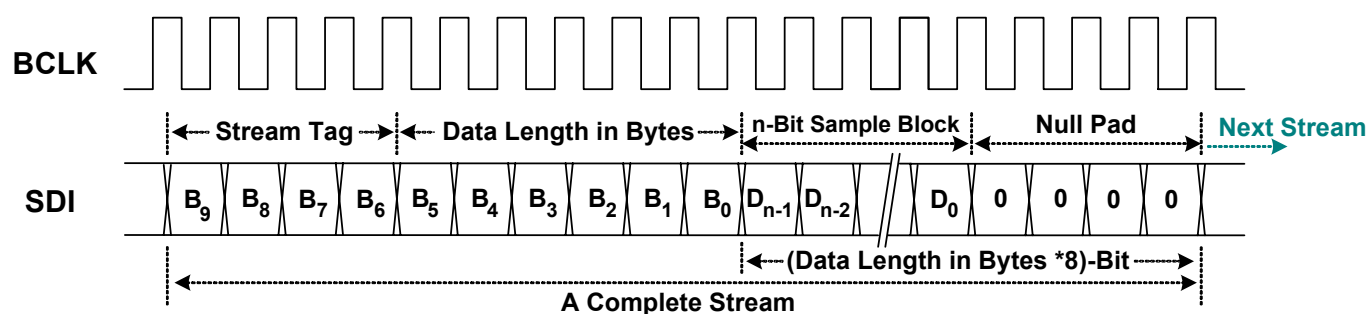 BCLK
Stream Tag Data Length in Bytes n-Bit Sample Block Null Pad Next Stream
SDI B9 B8 B7 B6 B5 B4 B3 B2 B1 B0 Dn-1 Dn-2 D0 0 0 0 0
(Data Length in Bytes *8)-Bit
A Complete Stream